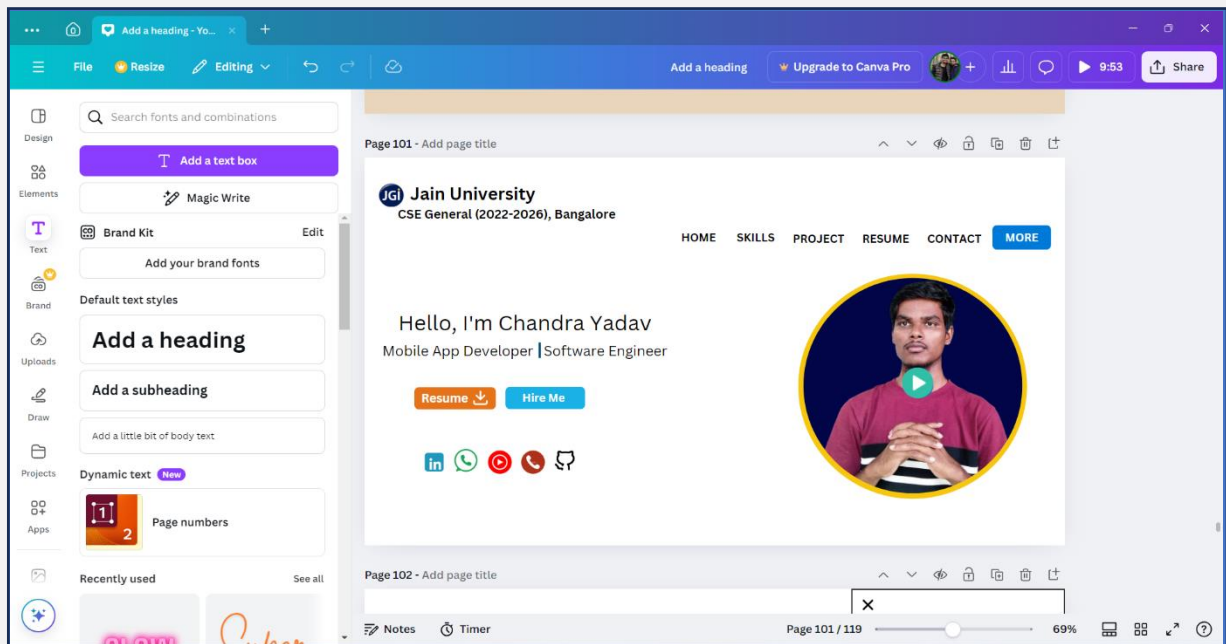 Add a heading - Yo...
File
Resize
Editing
Add a heading
Upgrade to Canva Pro
9:53
Share
Design
Elements
Text
Brand
Uploads
Draw
Projects
Apps
Search fonts and combinations
Add a text box
Magic Write
Brand Kit
Edit
Add your brand fonts
Default text styles
Add a heading
Add a subheading
Add a little bit of body text
Dynamic text New
1
2
Page numbers
Recently used
See all
GLOW
Page 101 - Add page title
JGi Jain University
CSE General (2022-2026), Bangalore
HOME SKILLS PROJECT RESUME CONTACT MORE
Hello, I'm Chandra Yadav
Mobile App Developer |Software Engineer
Resume
Hire Me
in
Page 102 - Add page title
Notes
Timer
Page 101 / 119
69%